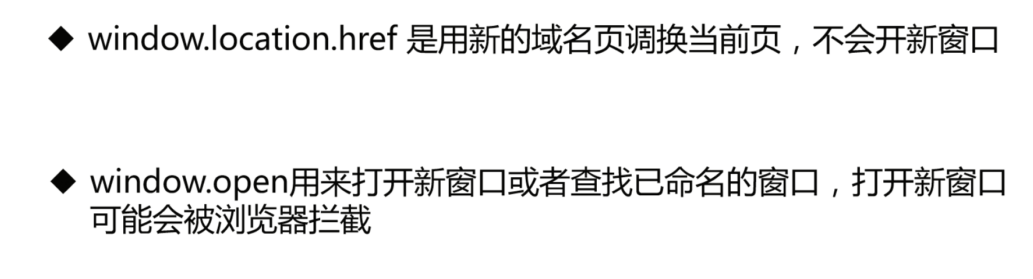 ◆ window.location.href 是用新的域名页调换当前页，不会开新窗口
◆ window.open用来打开新窗口或者查找已命名的窗口，打开新窗口
可能会被浏览器拦截